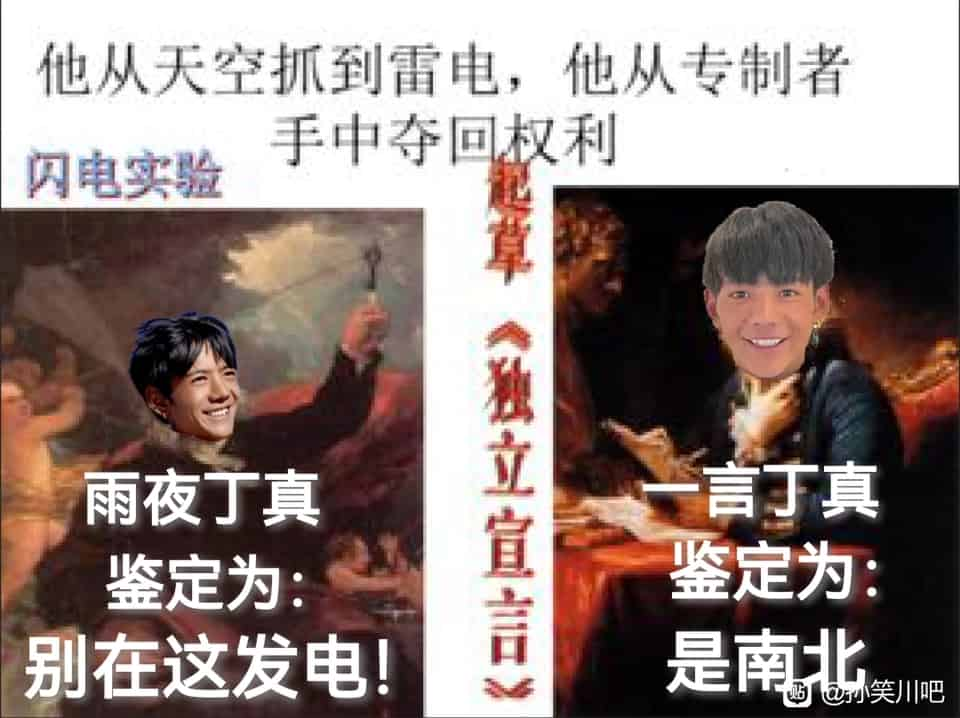 他从天空抓到雷电，他从专制者
手中夺回权利
闪电实验
起草《独立宣言》
雨夜丁真
鉴定为：
别在这发电！
一言丁真
鉴定为：
是南北
贴 @孙笑川吧